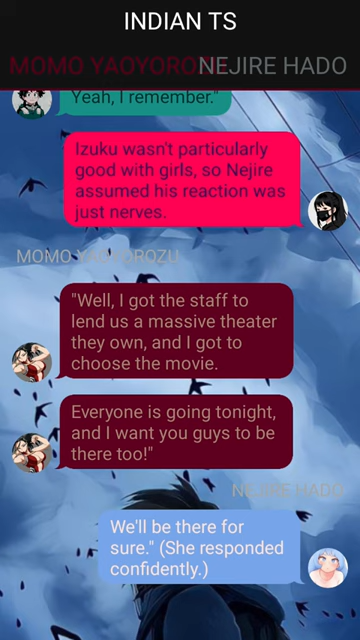 INDIAN TS
MOMO YAOYOROZU NEJIRE HADO
Yeah, I remember."
Izuku wasn't particularly
good with girls, so Nejire
assumed his reaction was
just nerves.
MOMO YAOYOROZU
"Well, I got the staff to
lend us a massive theater
they own, and I got to
choose the movie.
Everyone is going tonight,
and I want you guys to be
there too!"
NEJIRE HADO
We'll be there for
sure." (She responded
confidently.)